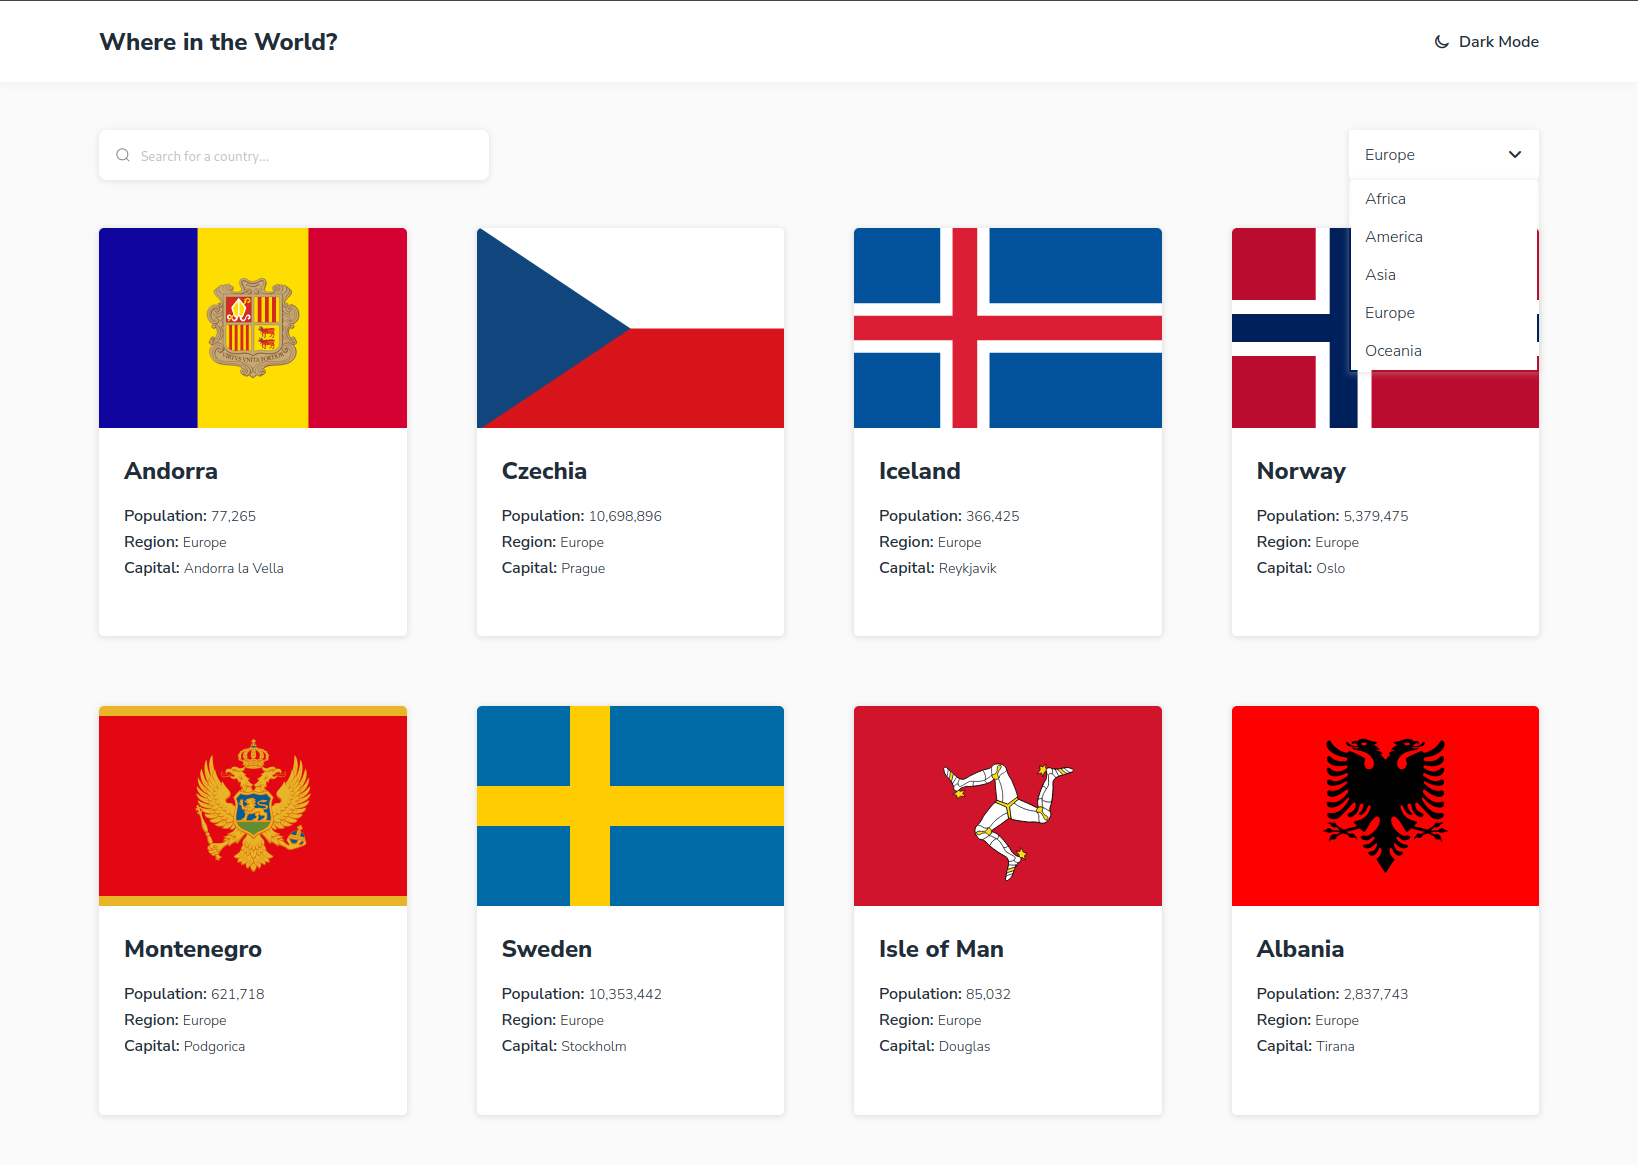 Where in the World?
Dark Mode
Search for a country...
Europe
Africa
America
Asia
Europe
Oceania
VIRTVS VNITA FORTIOR
Andorra
Population: 77,265
Region: Europe
Capital: Andorra la Vella
Czechia
Population: 10,698,896
Region: Europe
Capital: Prague
Iceland
Population: 366,425
Region: Europe
Capital: Reykjavik
Norway
Population: 5,379,475
Region: Europe
Capital: Oslo
Montenegro
Population: 621,718
Region: Europe
Capital: Podgorica
Sweden
Population: 10,353,442
Region: Europe
Capital: Stockholm
Isle of Man
Population: 85,032
Region: Europe
Capital: Douglas
Albania
Population: 2,837,743
Region: Europe
Capital: Tirana